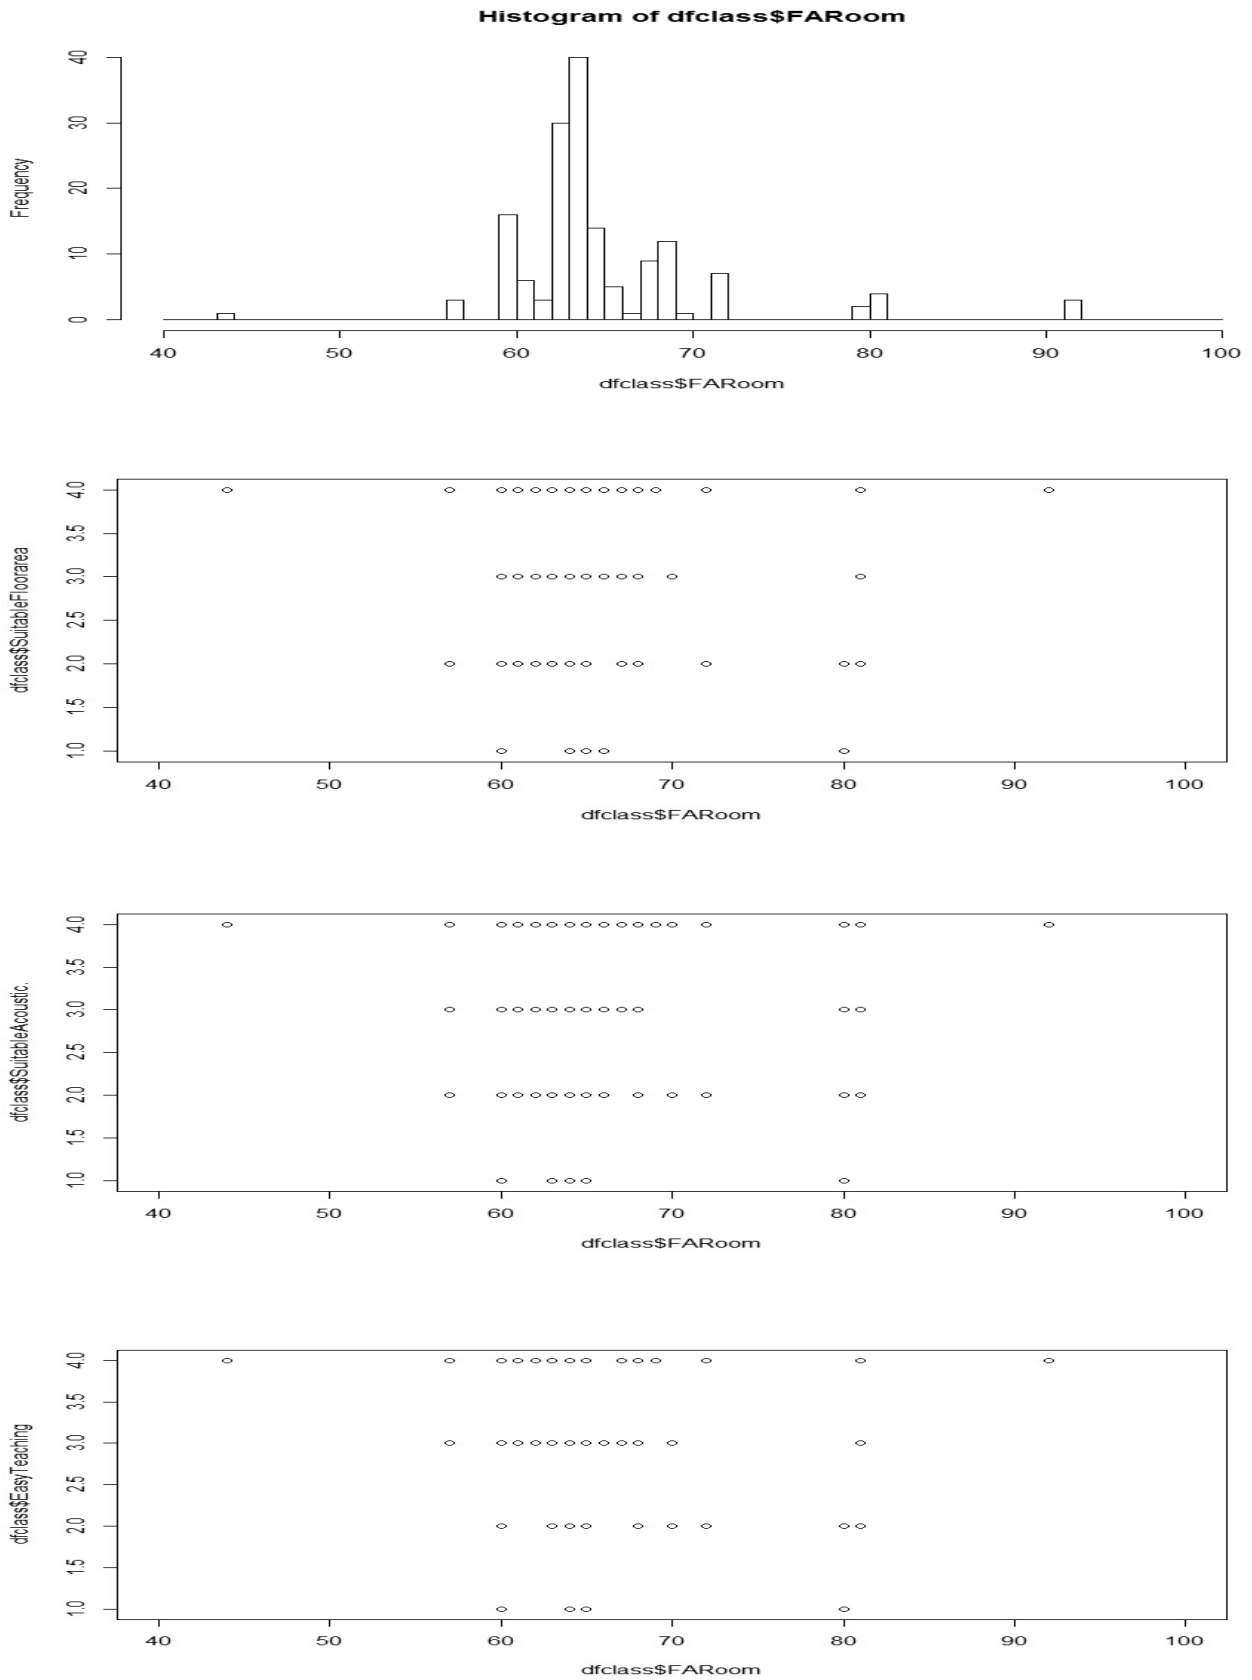 Histogram of dfclass$FARoom
Frequency
0 10 20 30 40
40 50 60 70 80 90 100
dfclass$FARoom
dfclass$SuitableFloorarea
1.0 1.5 2.0 2.5 3.0 3.5 4.0
40 50 60 70 80 90 100
dfclass$FARoom
dfclass$SuitableAcoustic.
1.0 1.5 2.0 2.5 3.0 3.5 4.0
40 50 60 70 80 90 100
dfclass$FARoom
dfclass$EasyTeaching
1.0 1.5 2.0 2.5 3.0 3.5 4.0
40 50 60 70 80 90 100
dfclass$FARoom